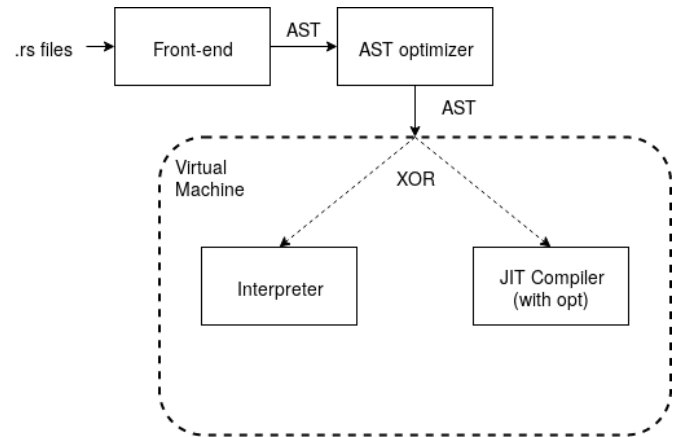 .rs files
Front-end
AST
AST optimizer
AST
Virtual
Machine
XOR
Interpreter
JIT Compiler
(with opt)